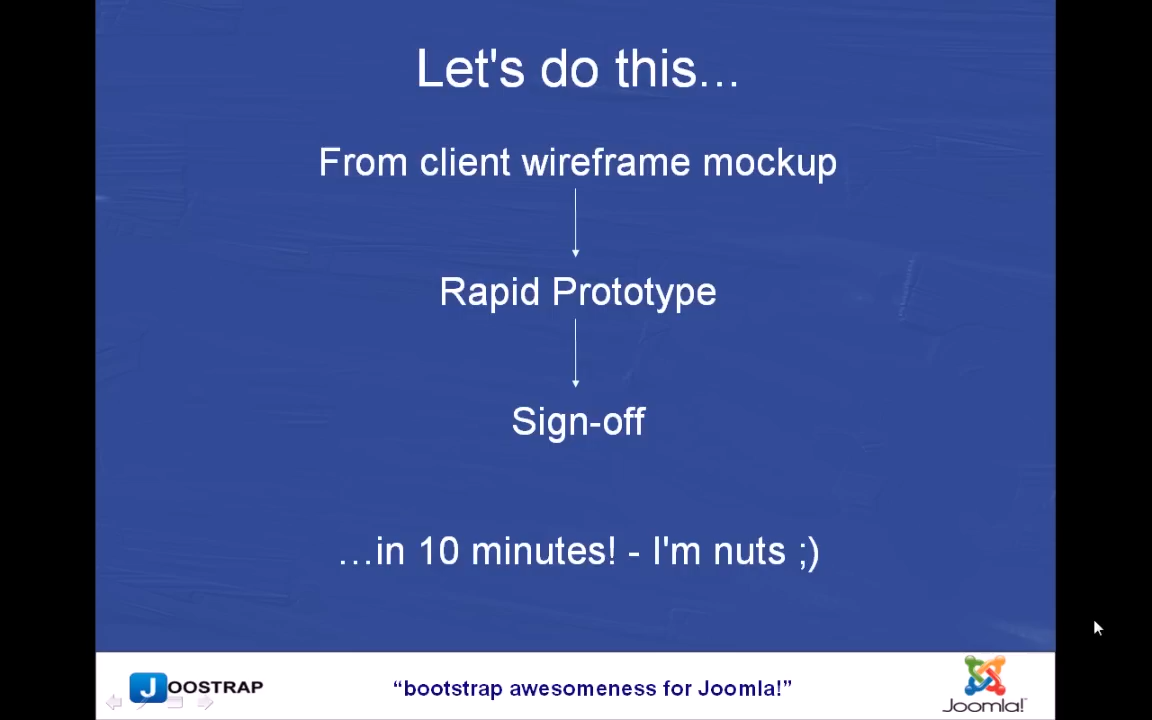 Let's do this...
From client wireframe mockup
Rapid Prototype
Sign-off
...in 10 minutes! - I'm nuts ;)
JOOSTRAP
“bootstrap awesomeness for Joomla!”
Joomla!